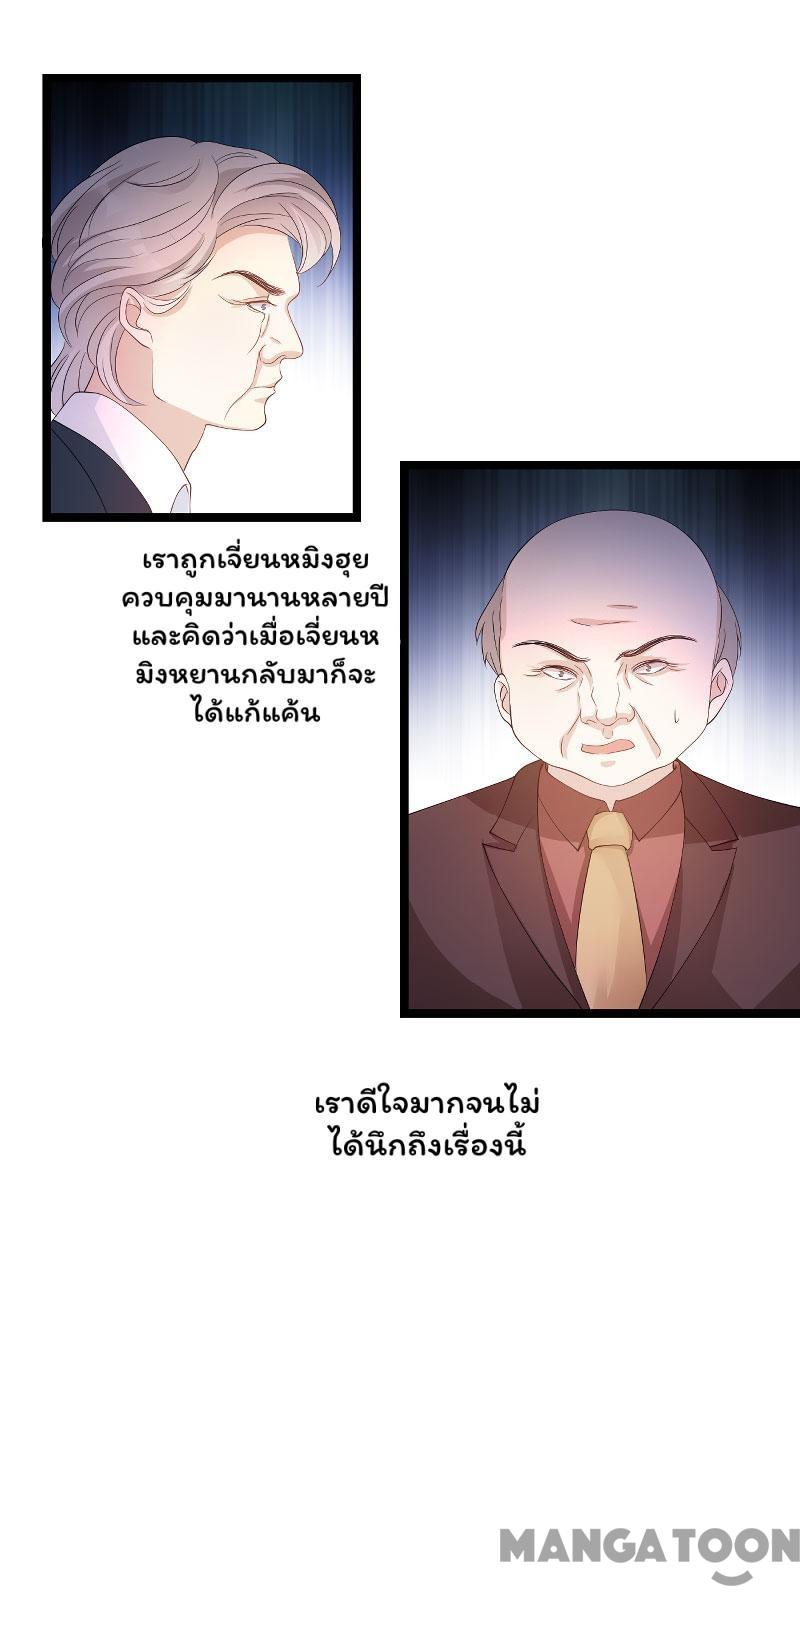 เราถูกเจี่ยนหมิงฮุย
ควบคุมมานานหลายปี
และคิดว่าเมื่อเจี่ยนห
มิงหยานกลับมาก็จะ
ได้แก้แค้น
เราดีใจมากจนไม่
ได้นึกถึงเรื่องนี้
MANGATOON